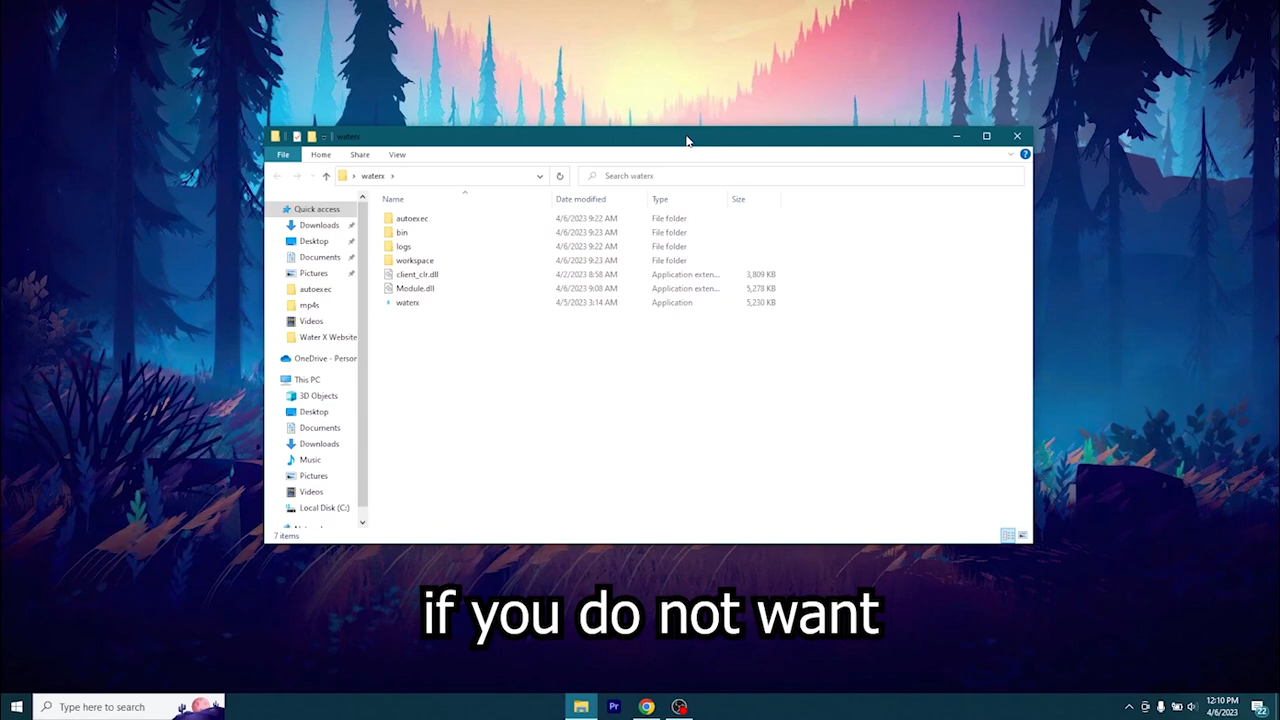 waterx
File
Home
Share
View
waterx
Search waterx
Name
Date modified
Type
Size
Quick access
Downloads
Desktop
Documents
Pictures
autoexec
mp4s
Videos
Water X Website
OneDrive - Person
This PC
3D Objects
Desktop
Documents
Downloads
Music
Pictures
Videos
Local Disk (C:)
autoexec 4/6/2023 9:22 AM File folder
bin 4/6/2023 9:23 AM File folder
logs 4/6/2023 9:22 AM File folder
workspace 4/6/2023 9:23 AM File folder
client_clr.dll 4/2/2023 8:58 AM Application exten... 3,809 KB
Module.dll 4/6/2023 9:08 AM Application exten... 5,278 KB
waterx 4/5/2023 3:14 AM Application 5,230 KB
7 items
if you do not want
Type here to search
Pr
12:10 PM
4/6/2023
22